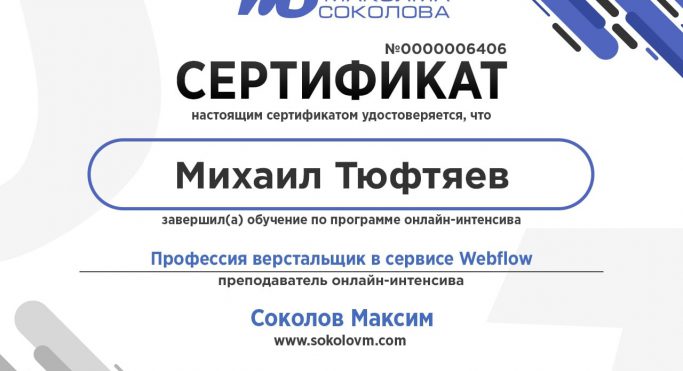 СОКОЛОВА
№0000006406
СЕРТИФИКАТ
настоящим сертификатом удостоверяется, что
Михаил Тюфтяев
завершил(а) обучение по программе онлайн-интенсива
Профессия верстальщик в сервисе Webflow
преподаватель онлайн-интенсива
Соколов Максим
www.sokolovm.com